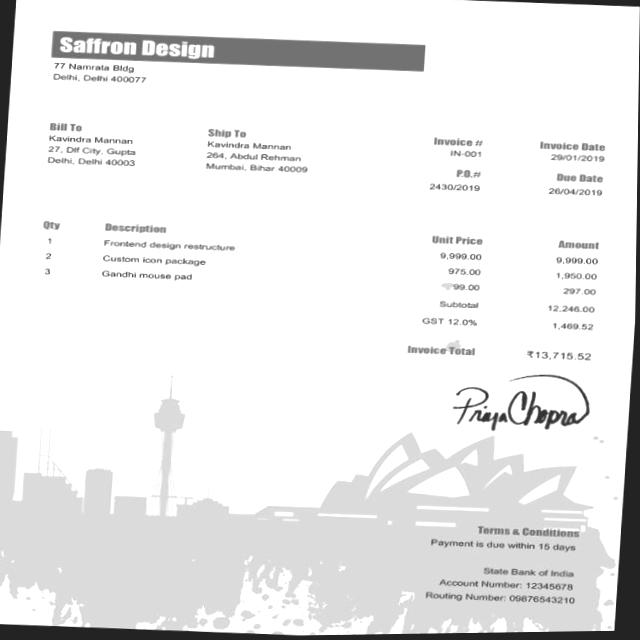 Saffron Design
77 Namrata Bldg
Delhi, Delhi 400077
Bill To
Kavindra Mannan
27, Dlf City, Gupta
Delhi, Delhi 40003
Ship To
Kavindra Mannan
264, Abdul Rehman
Mumbai, Bihar 40009
Invoice #
IN-001
P.O.#
2430/2019
Invoice Date
29/01/2019
Due Date
26/04/2019
Qty Description Unit Price Amount
1 Frontend design restructure 9,999.00 9,999.00
2 Custom icon package 975.00 1,950.00
3 Gandhi mouse pad 99.00 297.00
Subtotal 12,246.00
GST 12.0% 1,469.52
Invoice Total ₹13,715.52
Priya Chopra
Terms & Conditions
Payment is due within 15 days
State Bank of India
Account Number: 12345678
Routing Number: 09876543210